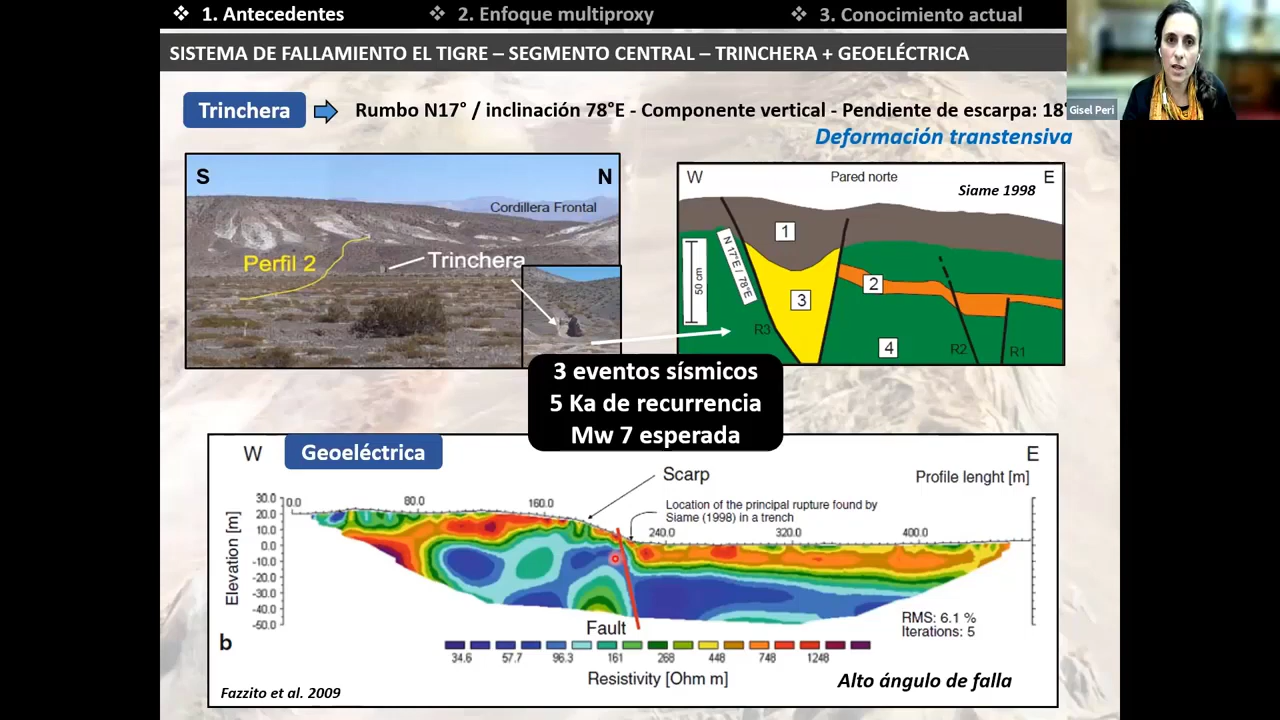 ❖ 1. Antecedentes
❖ 2. Enfoque multiproxy
❖ 3. Conocimiento actual
SISTEMA DE FALLAMIENTO EL TIGRE – SEGMENTO CENTRAL – TRINCHERA + GEOELÉCTRICA
Gisel Peri
Trinchera
Rumbo N17° / inclinación 78°E - Componente vertical - Pendiente de escarpa: 18
Deformación transtensiva
S
N
Cordillera Frontal
Perfil 2
Trinchera
W
Pared norte
E
Siame 1998
1
2
3
4
50 cm
N 17°E / 78°E
R3
R2
R1
3 eventos sísmicos
5 Ka de recurrencia
Mw 7 esperada
W
Geoeléctrica
E
Scarp
Profile lenght [m]
Location of the principal rupture found by
Siame (1998) in a trench
0.0 80.0 160.0 240.0 320.0 400.0
Elevation [m]
30.0
20.0
10.0
0.0
-10.0
-20.0
-30.0
-40.0
-50.0
Fault
RMS: 6.1 %
Iterations: 5
b
34.6 57.7 96.3 161 268 448 748 1248
Resistivity [Ohm m]
Alto ángulo de falla
Fazzito et al. 2009